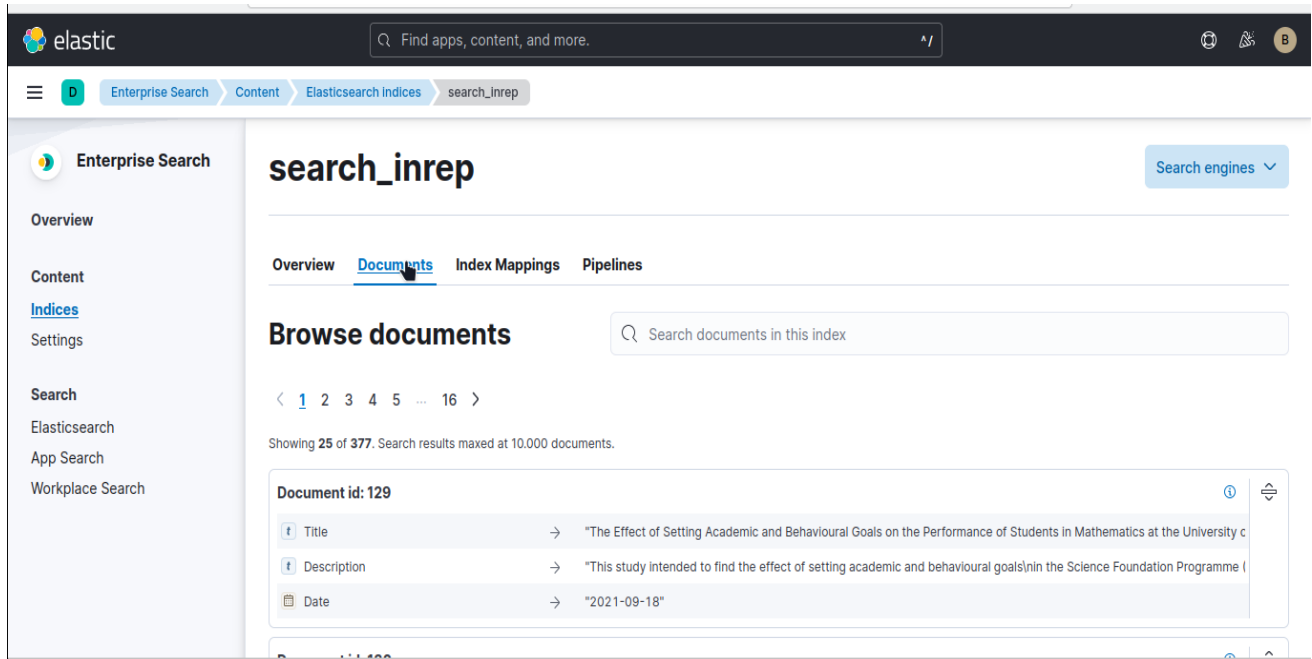 elastic
Find apps, content, and more.
^/
B
D
Enterprise Search
Content
Elasticsearch indices
search_inrep
Enterprise Search
Overview
Content
Indices
Settings
Search
Elasticsearch
App Search
Workplace Search
search_inrep
Search engines
Overview Documents Index Mappings Pipelines
Browse documents
Search documents in this index
1 2 3 4 5 ... 16
Showing 25 of 377. Search results maxed at 10.000 documents.
Document id: 129
t Title → "The Effect of Setting Academic and Behavioural Goals on the Performance of Students in Mathematics at the University
t Description → "This study intended to find the effect of setting academic and behavioural goals\nin the Science Foundation Programme (
Date → "2021-09-18"